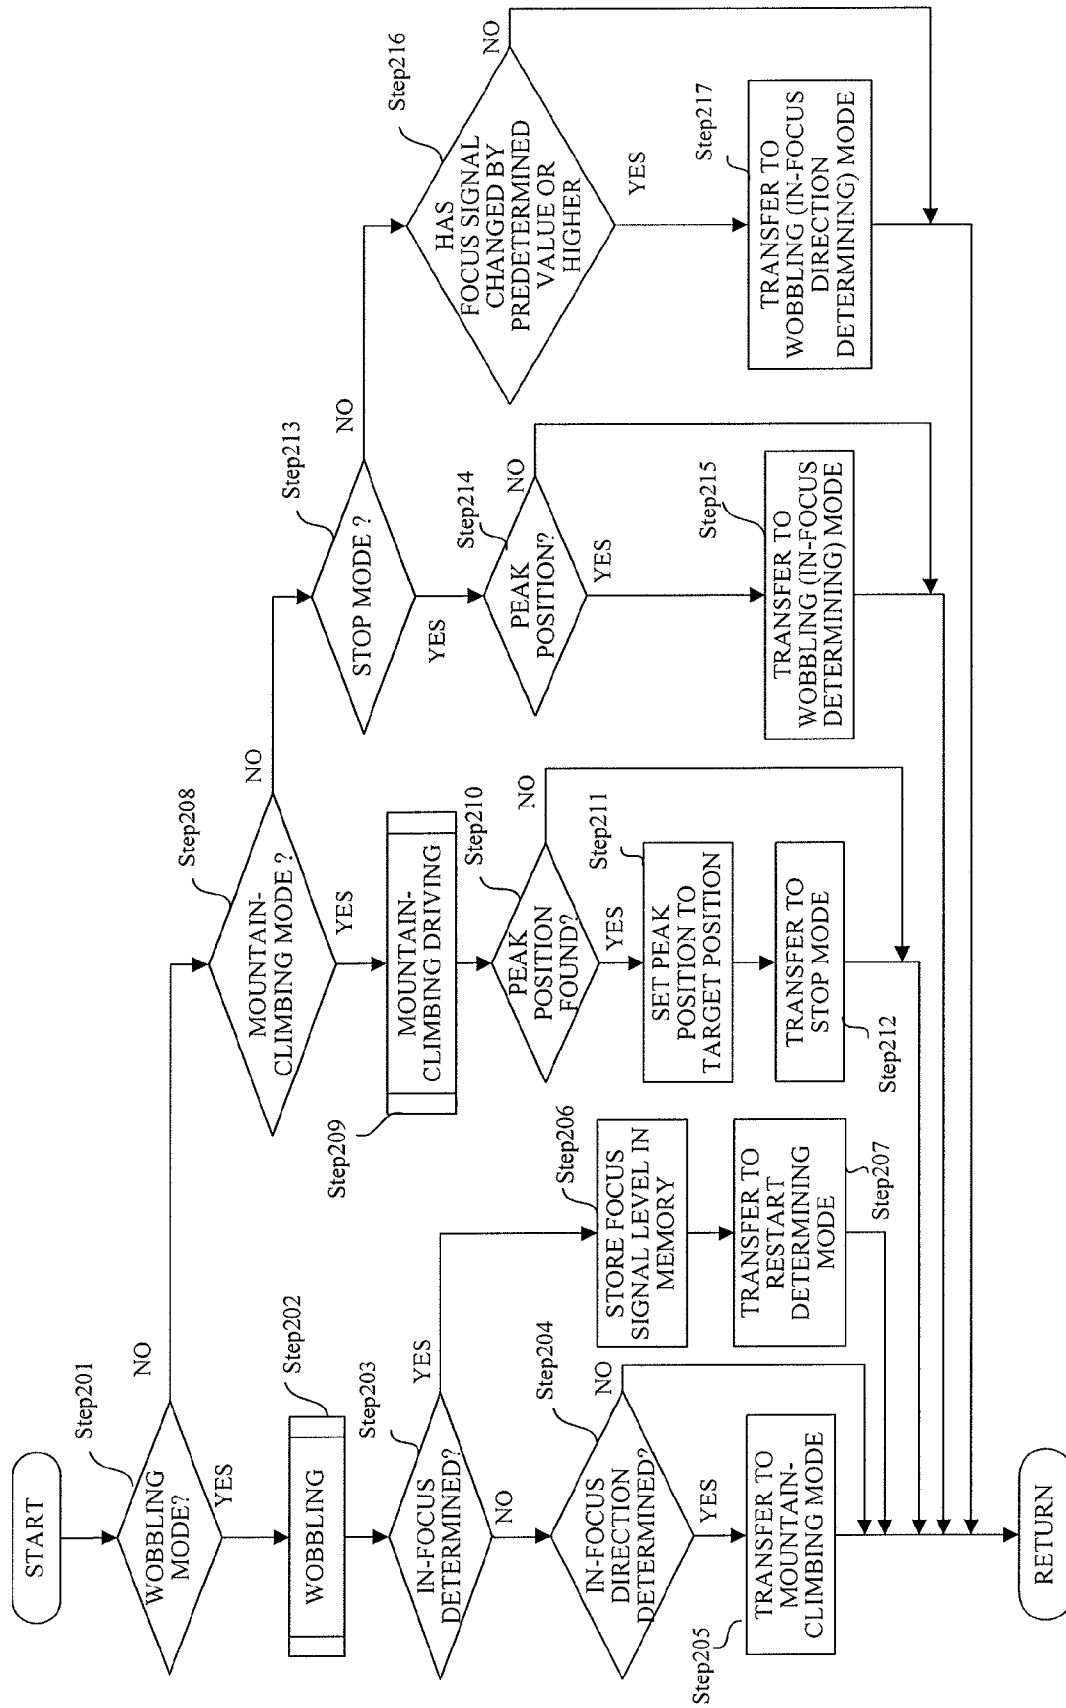 START
Step201
WOBBLING
MODE?
NO
YES
Step202
WOBBLING
Step203
IN-FOCUS
DETERMINED?
YES
NO
Step204
IN-FOCUS
DIRECTION
DETERMINED?
NO
YES
Step205
TRANSFER TO
MOUNTAIN-
CLIMBING MODE
Step206
STORE FOCUS
SIGNAL LEVEL IN
MEMORY
TRANSFER TO
RESTART
DETERMINING
MODE
Step207
Step208
MOUNTAIN-
CLIMBING MODE ?
NO
YES
Step209
MOUNTAIN-
CLIMBING DRIVING
Step210
PEAK
POSITION
FOUND?
NO
YES
Step211
SET PEAK
POSITION TO
TARGET POSITION
TRANSFER TO
STOP MODE
Step212
Step213
STOP MODE ?
NO
YES
Step214
PEAK
POSITION?
NO
YES
Step215
TRANSFER TO
WOBBLING (IN-FOCUS
DETERMINING) MODE
Step216
HAS
FOCUS SIGNAL
CHANGED BY
PREDETERMINED
VALUE OR
HIGHER
NO
YES
Step217
TRANSFER TO
WOBBLING (IN-FOCUS
DIRECTION
DETERMINING) MODE
RETURN